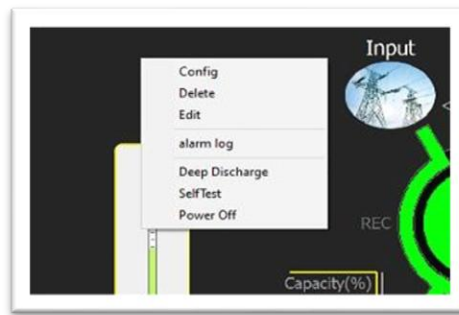 Input
Config
Delete
Edit
alarm log
Deep Discharge
SelfTest
Power Off
REC
Capacity(%)